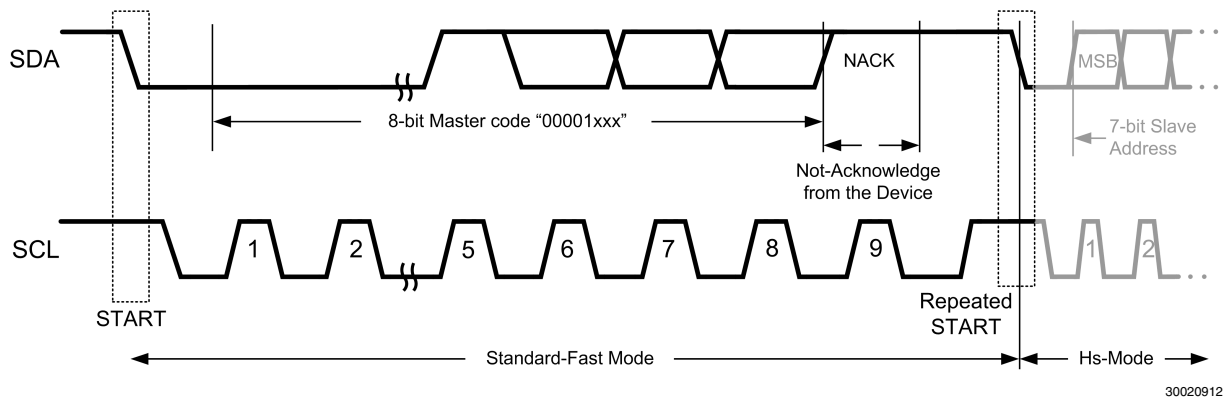 SDA
NACK
MSB
8-bit Master code “00001xxx”
7-bit Slave
Address
Not-Acknowledge
from the Device
SCL
1 2 5 6 7 8 9 1 2
START
Repeated
START
Standard-Fast Mode
Hs-Mode
30020912